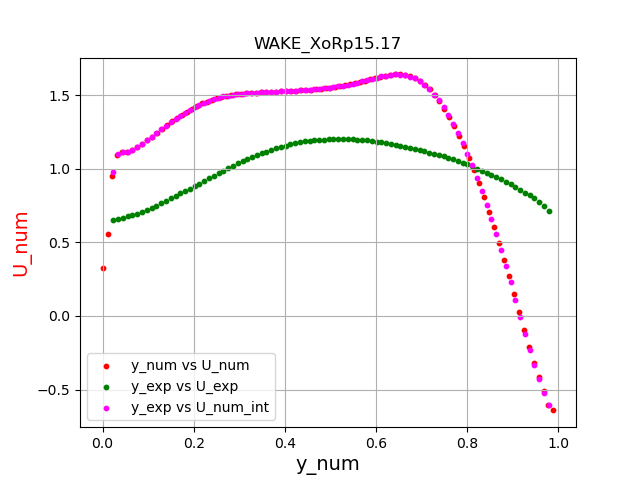 WAKE_XoRp15.17
U_num
1.5
1.0
0.5
0.0
−0.5
y_num vs U_num
y_exp vs U_exp
y_exp vs U_num_int
0.0 0.2 0.4 0.6 0.8 1.0
y_num